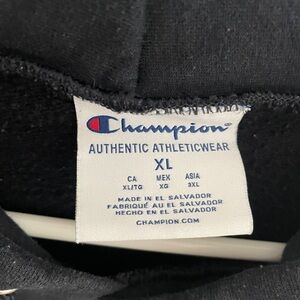 Champion
AUTHENTIC ATHLETICWEAR
XL
CA MEX ASIA
XL/TG XG 3XL
MADE IN EL SALVADOR
FABRIQUÉ AU EL SALVADOR
HECHO EN EL SALVADOR
CHAMPION.COM